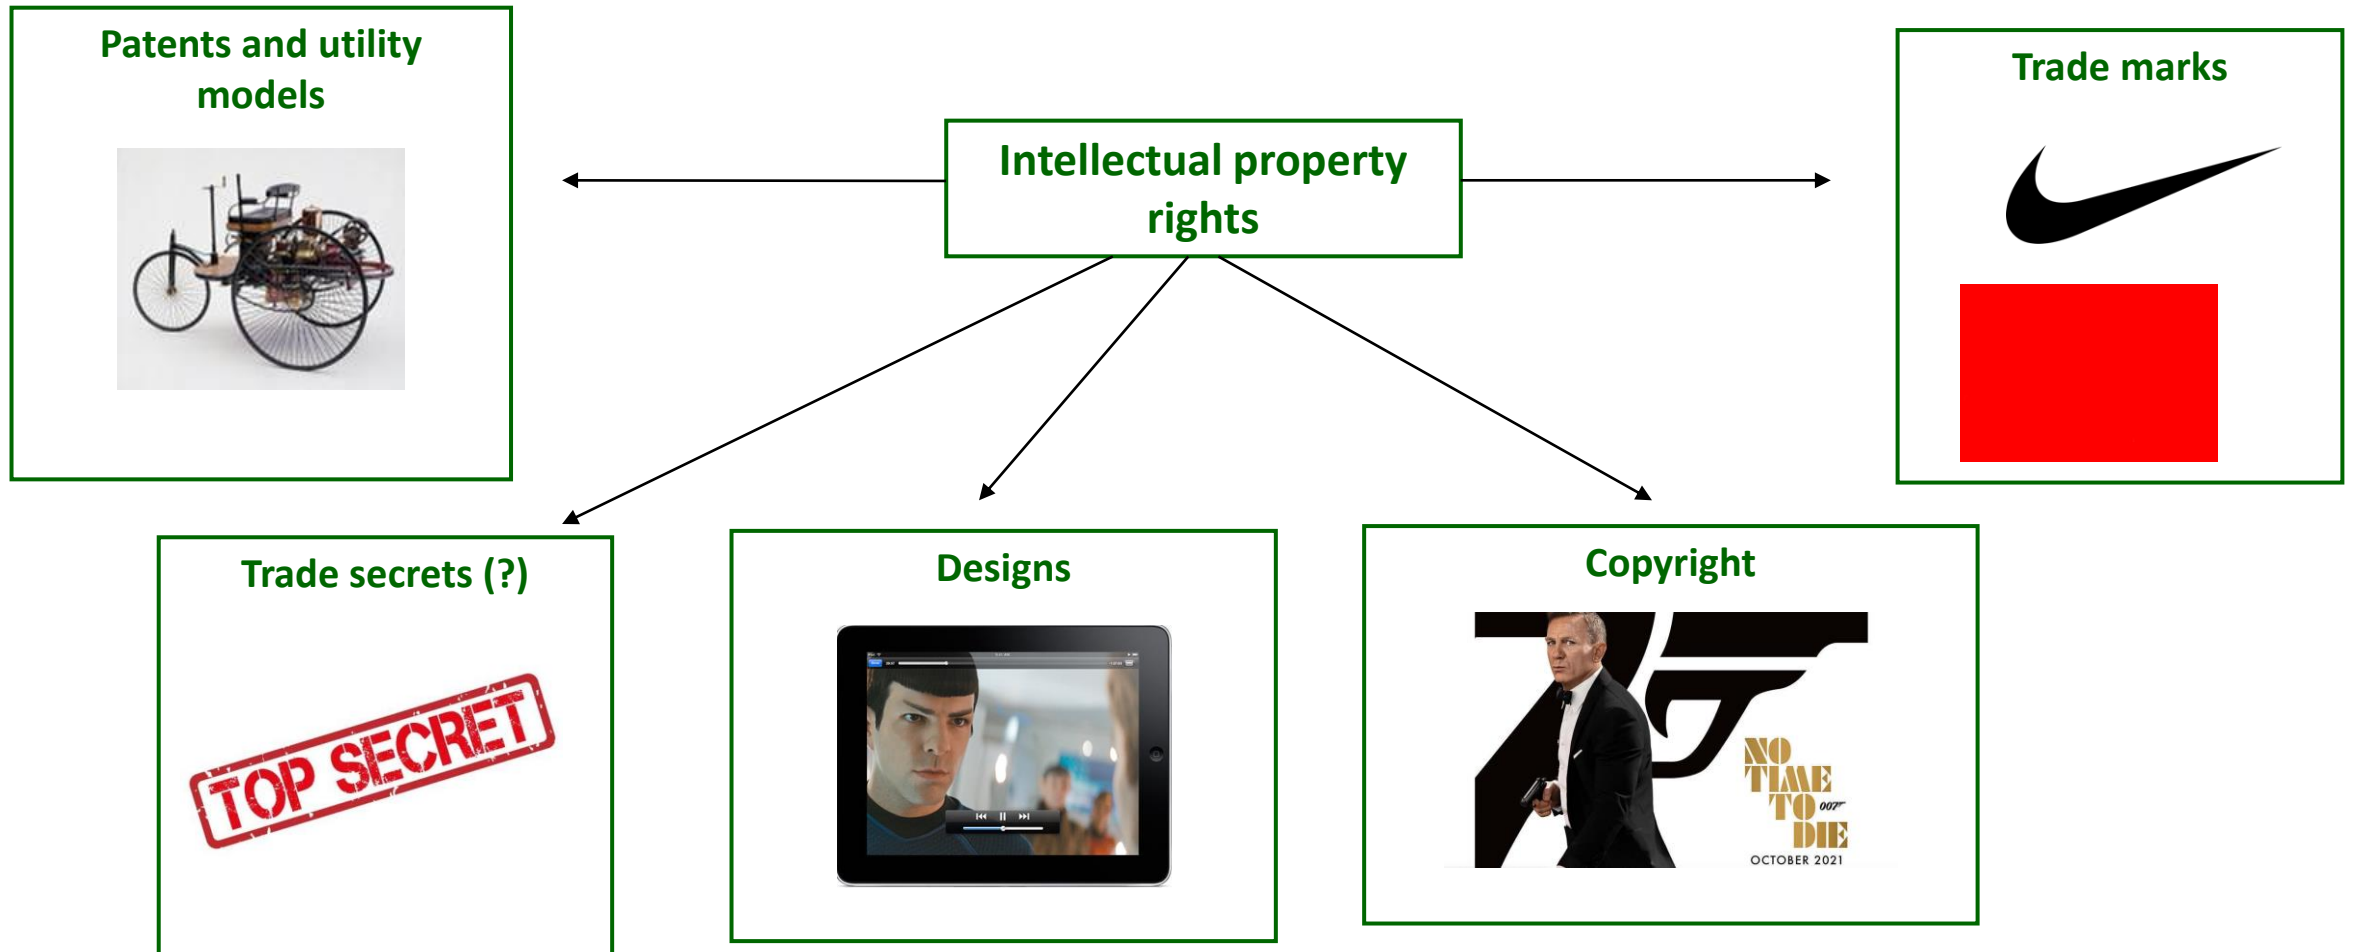 Patents and utility
models
Intellectual property
rights
Trade marks
Trade secrets (?)
TOP SECRET
Designs
Copyright
NO
TIME
TO 007
DIE
OCTOBER 2021